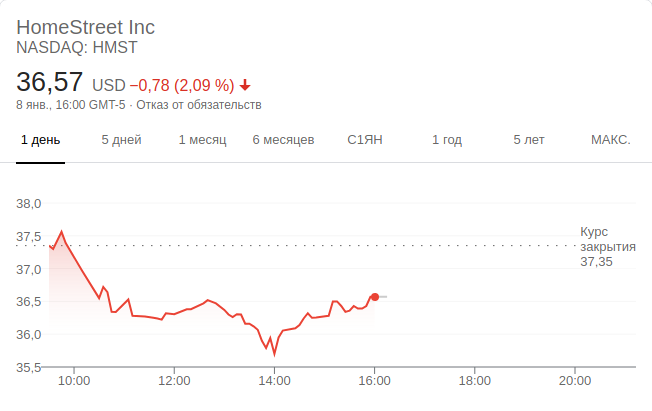 HomeStreet Inc
NASDAQ: HMST
36,57 USD −0,78 (2,09 %)
8 янв., 16:00 GMT-5 · Отказ от обязательств
1 день 5 дней 1 месяц 6 месяцев С1ЯН 1 год 5 лет МАКС.
38,0
37,5
37,0
36,5
36,0
35,5
Курс
закрытия
37,35
10:00 12:00 14:00 16:00 18:00 20:00